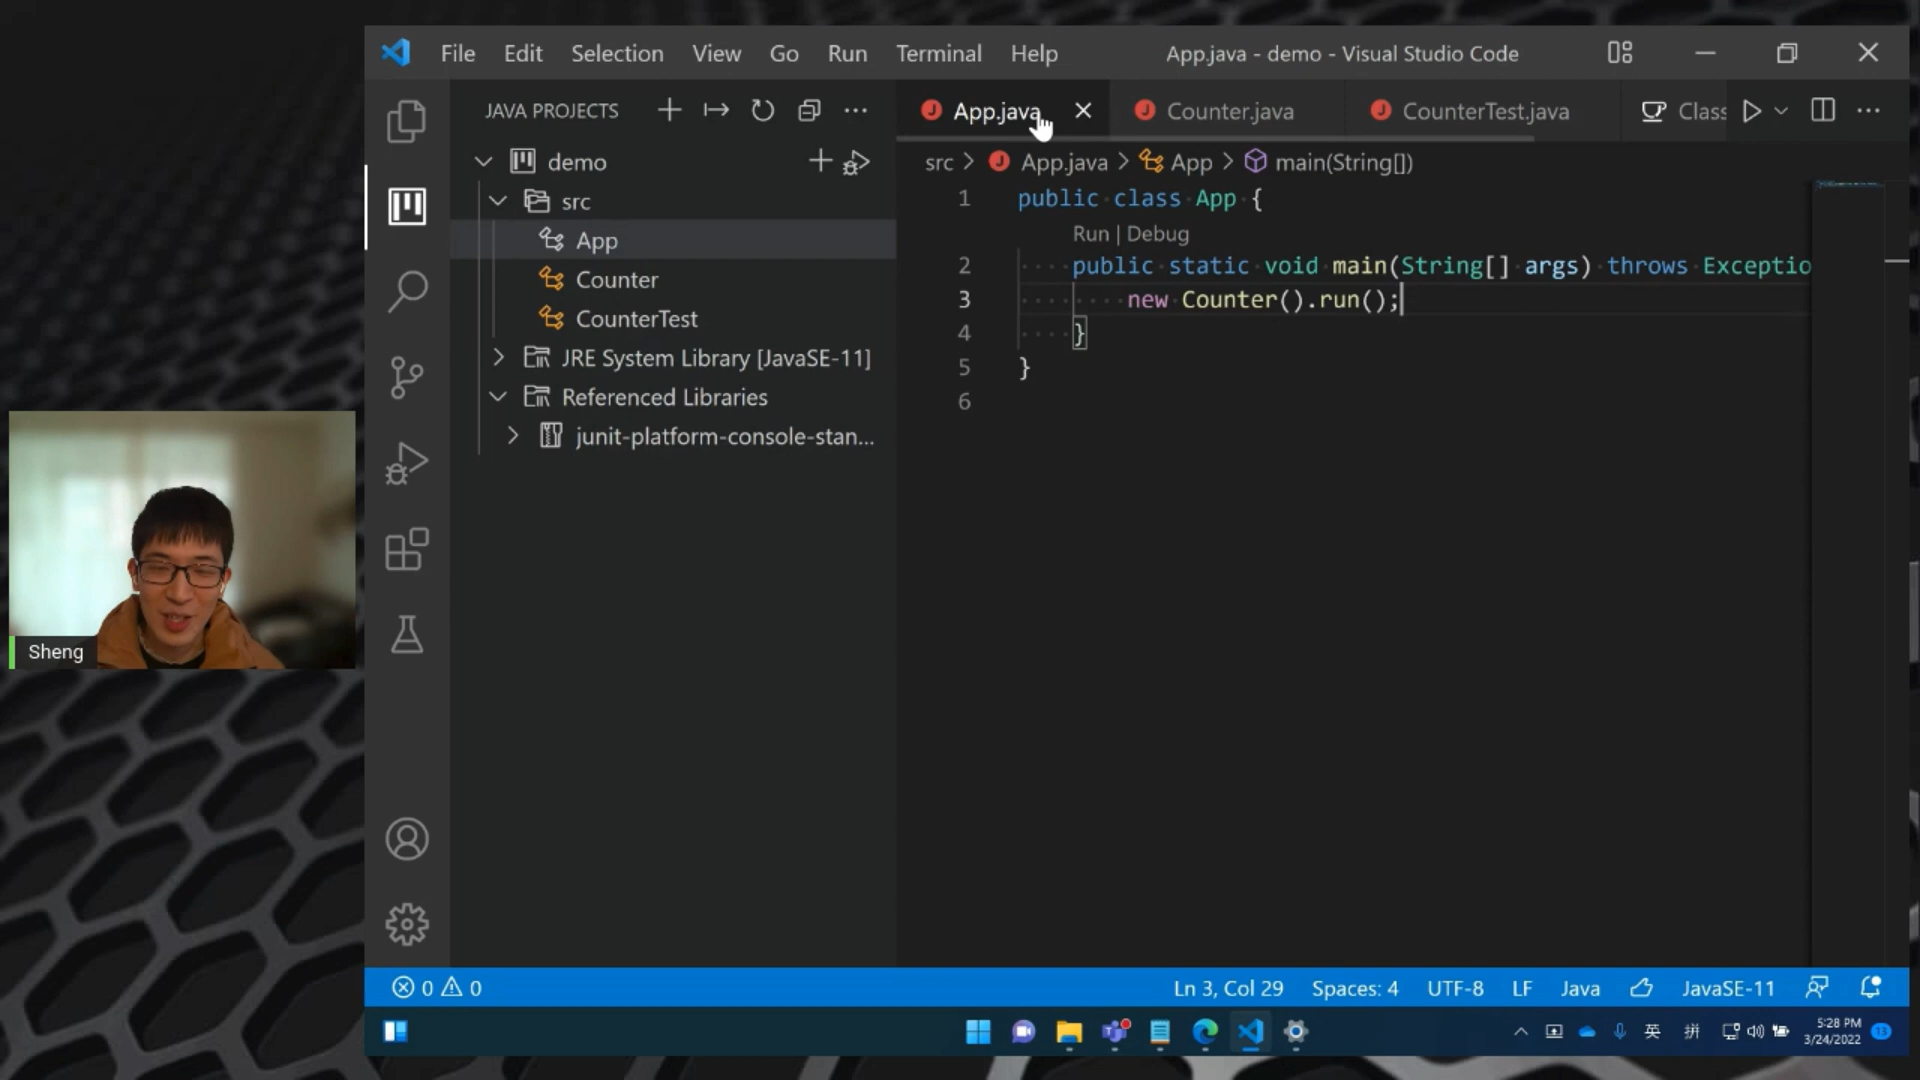 File Edit Selection View Go Run Terminal Help App.java - demo - Visual Studio Code
JAVA PROJECTS
App.java Counter.java CounterTest.java Class
demo
src > App.java > App > main(String[])
src
App
Counter
CounterTest
JRE System Library [JavaSE-11]
Referenced Libraries
junit-platform-console-stan...
1 public class App {
Run | Debug
2 public static void main(String[] args) throws Exceptio
3 new Counter().run();
4 }
5 }
6
Sheng
0 0 Ln 3, Col 29 Spaces: 4 UTF-8 LF Java JavaSE-11
英 拼 5:28 PM
3/24/2022 13